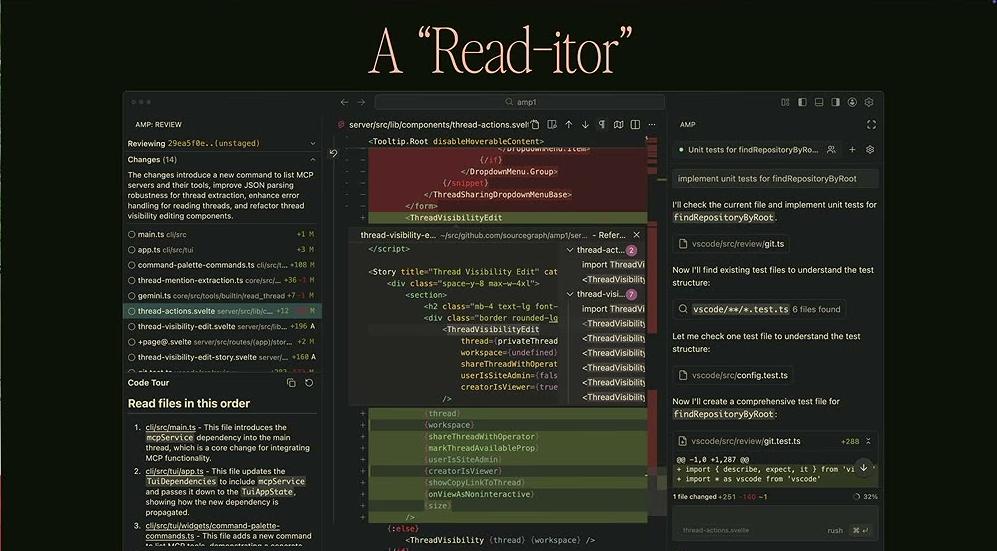 A “Read-itor”
amp1
AMP: REVIEW
Reviewing 29ea5f0e..(unstaged)
Changes (14)
The changes introduce a new command to list MCP
servers and their tools, improve JSON parsing
robustness for thread extraction, enhance error
handling for reading threads, and refactor thread
visibility editing components.
main.ts cli/src +1 M
app.ts cli/src/tui +3 M
command-palette-commands.ts cli/t... +108 M
thread-mention-extraction.ts core/src/... +36 -1 M
gemini.ts core/src/tools/builtin/read_thread +7 -1 M
thread-actions.svelte server/src/lib/c... +12 M
thread-visibility-edit.svelte server/src/lib... +196 A
+page@.svelte server/src/routes/(app)/stor... +2 M
thread-visibility-edit-story.svelte server/... +160 A
Code Tour
Read files in this order
1. cli/src/main.ts - This file introduces the
mcpService dependency into the main
thread, which is a core change for integrating
MCP functionality.
2. cli/src/tui/app.ts - This file updates the
TuiDependencies to include mcpService
and passes it down to the TuiAppState,
showing how the new dependency is
propagated.
3. cli/src/tui/widgets/command-palette-
commands.ts - This file adds a new command
to list MCP tools, demonstrating a separate
server/src/lib/components/thread-actions.svelt
<Tooltip.Root disableHoverableContent>
</DropdownMenu.Item>
{/if}
</DropdownMenu.Group>
{/snippet}
</ThreadSharingDropdownMenuBase>
</form>
<ThreadVisibilityEdit
thread-visibility-e... ~/src/github.com/sourcegraph/amp1/ser... - Refer...
</script>
<Story title="Thread Visibility Edit" cat
<div class="space-y-8 max-w-4xl">
<section>
<h2 class="mb-4 text-lg font-
<div class="border rounded-lg
<ThreadVisibilityEdit
thread={privateThread
workspace={undefined}
shareThreadWithOperat
userIsSiteAdmin={fals
creatorIsViewer={true
/>
thread-act... 2
import ThreadVi
thread-visi... 7
import ThreadVi
<ThreadVisibility
<ThreadVisibility
<ThreadVisibility
<ThreadVisibility
<ThreadVisibility
<ThreadVisibility
{thread}
{workspace}
shareThreadWithOperator
markThreadAvailableProp
{userIsSiteAdmin}
{creatorIsViewer}
{showCopyLinkToThread}
onViewAsNoninteractive}
{size}
/>
{:else}
<ThreadVisibility {thread} {workspace} />
AMP
Unit tests for findRepositoryByRo...
implement unit tests for findRepositoryByRoot
I'll check the current file and implement unit tests for
findRepositoryByRoot.
vscode/src/review/git.ts
Now I'll find existing test files to understand the test
structure:
vscode/**/*.test.ts 6 files found
Let me check one test file to understand the test
structure:
vscode/src/config.test.ts
Now I'll create a comprehensive test file for
findRepositoryByRoot:
vscode/src/review/git.test.ts +288
@@ -1,0 +1,287 @@
+ import { describe, expect, it } from 'vi
+ import * as vscode from 'vscode'
1 file changed +251 -140 ~1 32%
thread-actions.svelte rush